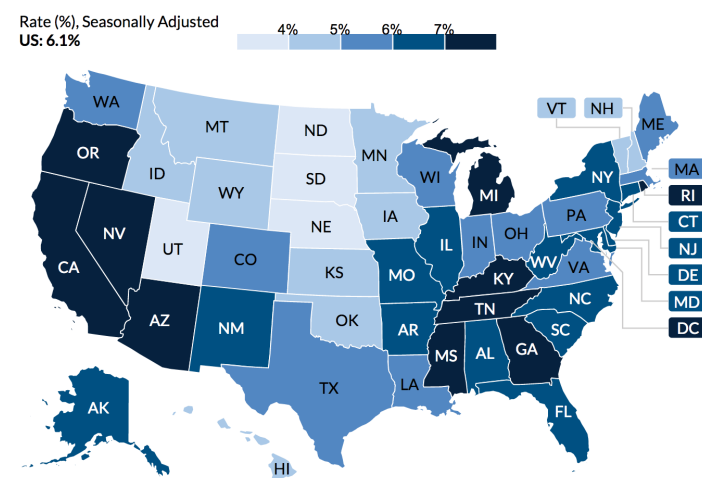 Rate (%), Seasonally Adjusted
US: 6.1%
4% 5% 6% 7%
WA
MT
ND
MN
VT NH
ME
OR
ID
SD
WI
NY
MA
WY
MI
RI
IA
NE
PA
CT
NV
UT
CO
IL
IN
OH
NJ
CA
KS
MO
WV
VA
DE
KY
MD
AZ
NM
OK
AR
TN
NC
DC
SC
MS
AL
GA
TX
LA
AK
FL
HI